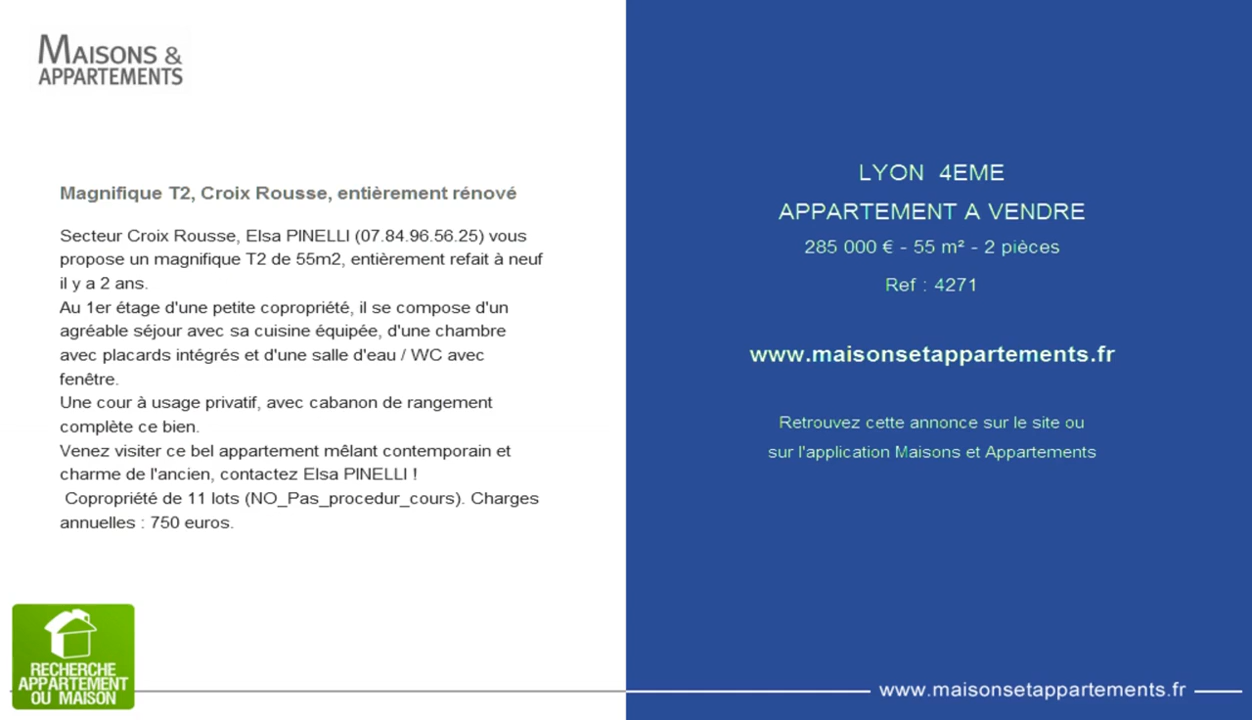 MAISONS &
APPARTEMENTS
Magnifique T2, Croix Rousse, entièrement rénové
Secteur Croix Rousse, Elsa PINELLI (07.84.96.56.25) vous
propose un magnifique T2 de 55m2, entièrement refait à neuf
il y a 2 ans.
Au 1er étage d'une petite copropriété, il se compose d'un
agréable séjour avec sa cuisine équipée, d'une chambre
avec placards intégrés et d'une salle d'eau / WC avec
fenêtre.
Une cour à usage privatif, avec cabanon de rangement
complète ce bien.
Venez visiter ce bel appartement mêlant contemporain et
charme de l'ancien, contactez Elsa PINELLI !
Copropriété de 11 lots (NO_Pas_procedur_cours). Charges
annuelles : 750 euros.
RECHERCHE
APPARTEMENT
OU MAISON
LYON 4EME
APPARTEMENT A VENDRE
285 000 € - 55 m² - 2 pièces
Ref : 4271
www.maisonsetappartements.fr
Retrouvez cette annonce sur le site ou
sur l'application Maisons et Appartements
www.maisonsetappartements.fr